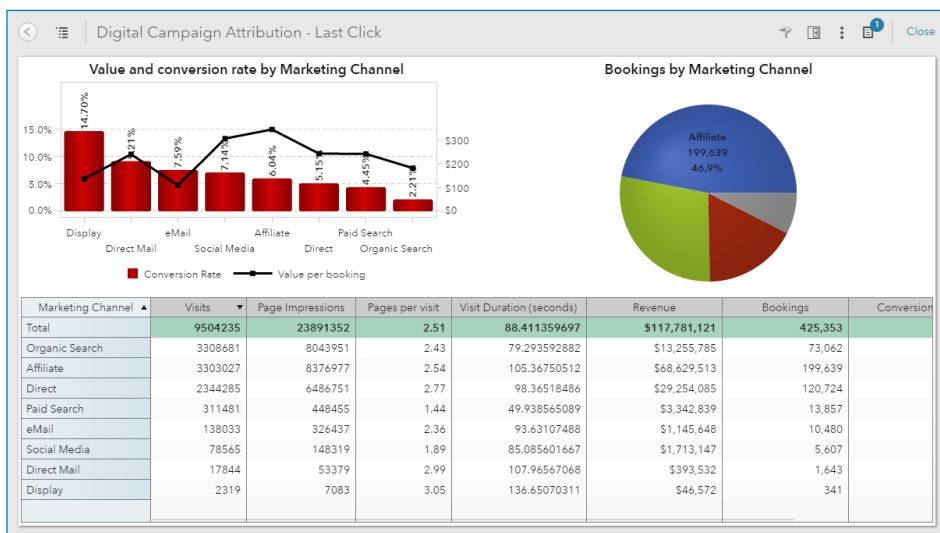 Digital Campaign Attribution - Last Click
1
Close
Value and conversion rate by Marketing Channel
Bookings by Marketing Channel
14.70%
21%
7.59%
7.14%
6.04%
5.15%
4.45%
2.21%
15.0%
10.0%
5.0%
0.0%
$300
$200
$100
$0
Display
Direct Mail
eMail
Social Media
Affiliate
Direct
Paid Search
Organic Search
Conversion Rate
Value per booking
Affiliate
199,639
46.9%
Marketing Channel Visits Page Impressions Pages per visit Visit Duration (seconds) Revenue Bookings Conversion
Total 9504235 23891352 2.51 88.411359697 $117,781,121 425,353
Organic Search 3308681 8043951 2.43 79.293592882 $13,255,785 73,062
Affiliate 3303027 8376977 2.54 105.36750512 $68,629,513 199,639
Direct 2344285 6486751 2.77 98.36518486 $29,254,085 120,724
Paid Search 311481 448455 1.44 49.938565089 $3,342,839 13,857
eMail 138033 326437 2.36 93.63107488 $1,145,648 10,480
Social Media 78565 148319 1.89 85.085601667 $1,713,147 5,607
Direct Mail 17844 53379 2.99 107.96567068 $393,532 1,643
Display 2319 7083 3.05 136.65070311 $46,572 341